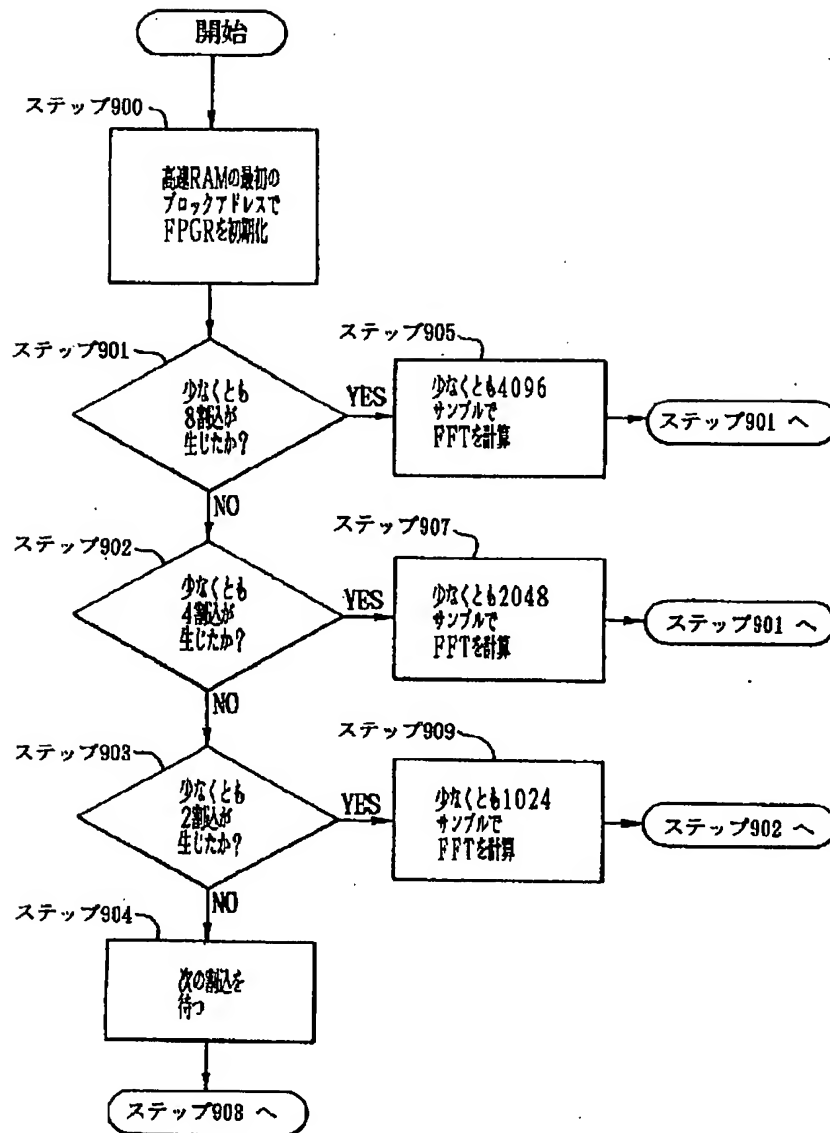 開始
ステップ900
高速RAMの最初の
ブロックアドレスで
FPGRを初期化
ステップ901
少なくとも
8割込が
生じたか?
YES
ステップ905
少なくとも4096
サンプルで
FFTを計算
ステップ901 へ
NO
ステップ902
少なくとも
4割込が
生じたか?
YES
ステップ907
少なくとも2048
サンプルで
FFTを計算
ステップ901 へ
NO
ステップ903
少なくとも
2割込が
生じたか?
YES
ステップ909
少なくとも1024
サンプルで
FFTを計算
ステップ902 へ
NO
ステップ904
次の割込を
待つ
ステップ908 へ